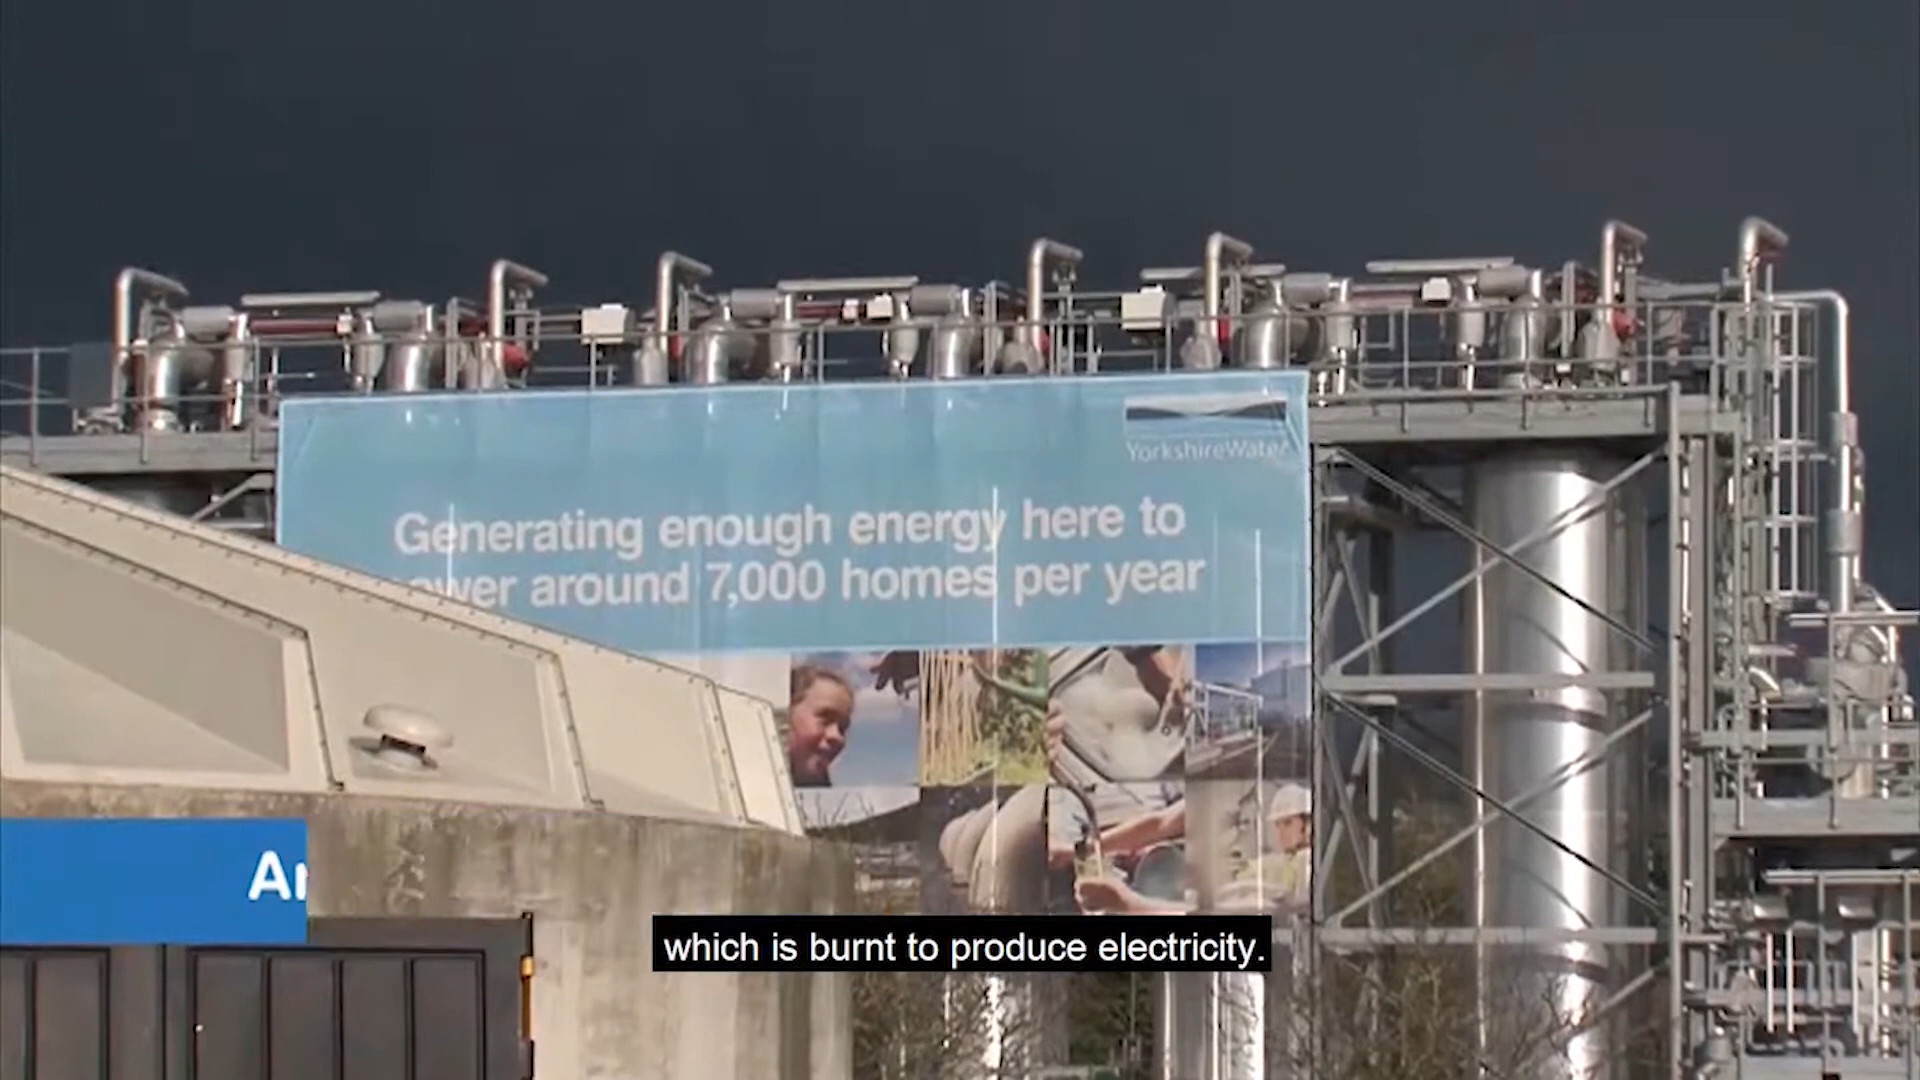 YorkshireWater
Generating enough energy here to
around 7,000 homes per year
which is burnt to produce electricity.